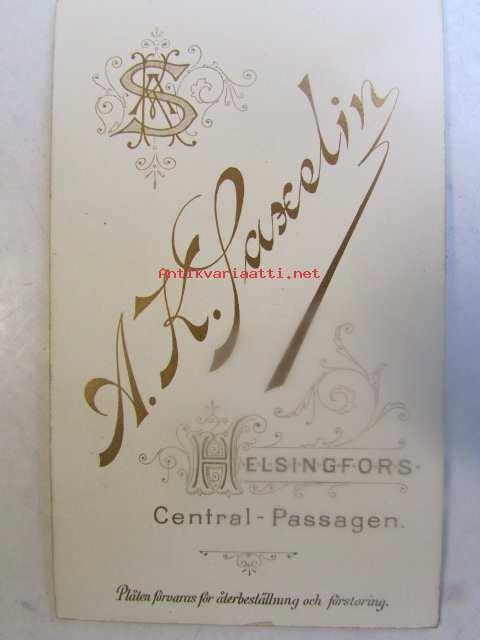 A. K. Saxelin
Antikvariaatti.net
HELSINGFORS.
Central-Passagen.
Plåten förvaras för återbeställning och förstoring.